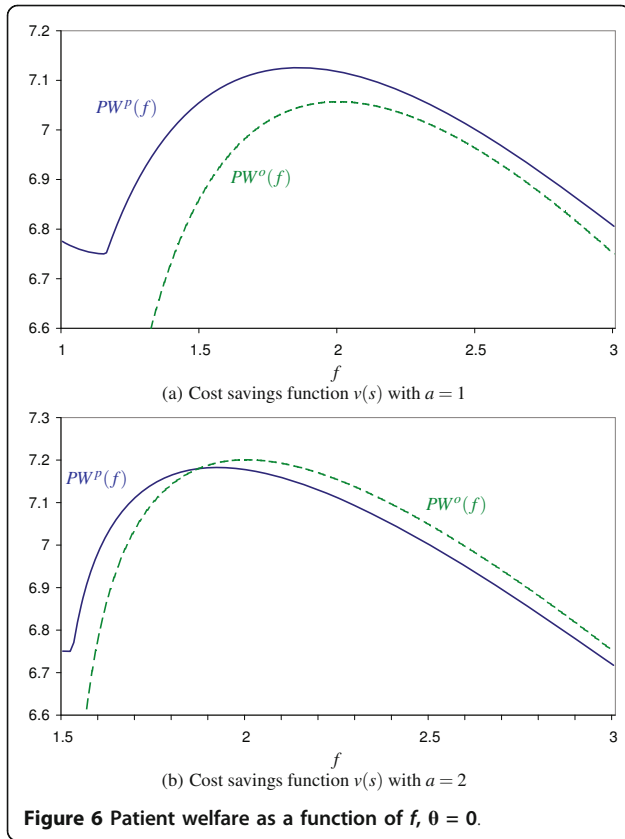 7.2
7.1
7
6.9
6.8
6.7
6.6
PW^p(f)
PW^o(f)
1 1.5 2 2.5 3
f
(a) Cost savings function v(s) with a = 1
7.3
7.2
7.1
7
6.9
6.8
6.7
6.6
PW^p(f)
PW^o(f)
1.5 2 2.5 3
f
(b) Cost savings function v(s) with a = 2
Figure 6 Patient welfare as a function of f, θ = 0.